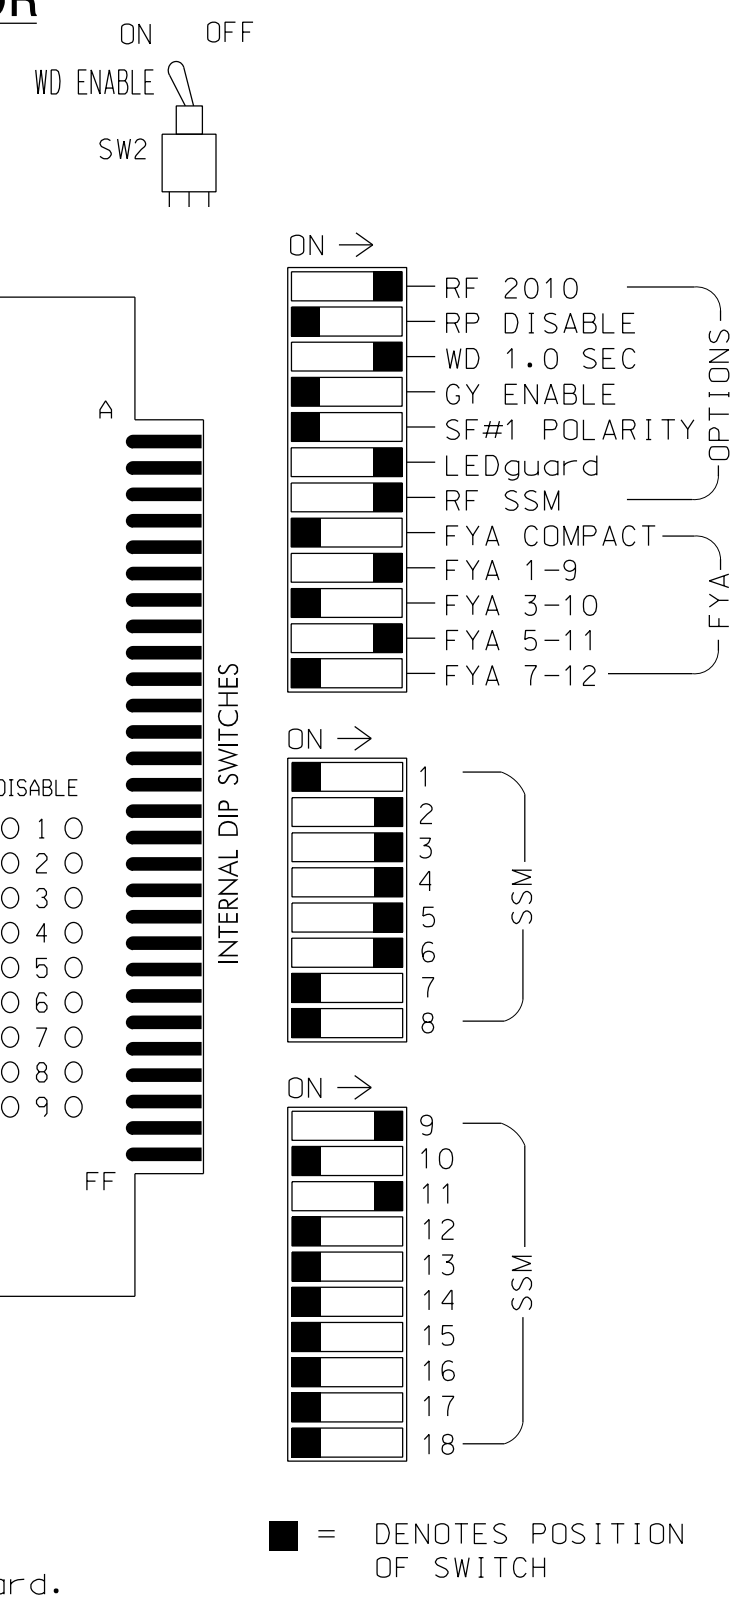 OR
ON OFF
WD ENABLE
SW2
ON
RF 2010
RP DISABLE
WD 1.0 SEC
GY ENABLE
SF#1 POLARITY
LEDguard
RF SSM
OPTIONS
FYA COMPACT
FYA 1-9
FYA 3-10
FYA 5-11
FYA 7-12
FYA
A
FF
INTERNAL DIP SWITCHES
DISABLE
1
2
3
4
5
6
7
8
9
ON
1
2
3
4
5
6
7
8
SSM
ON
9
10
11
12
13
14
15
16
17
18
SSM
= DENOTES POSITION
OF SWITCH
ard.